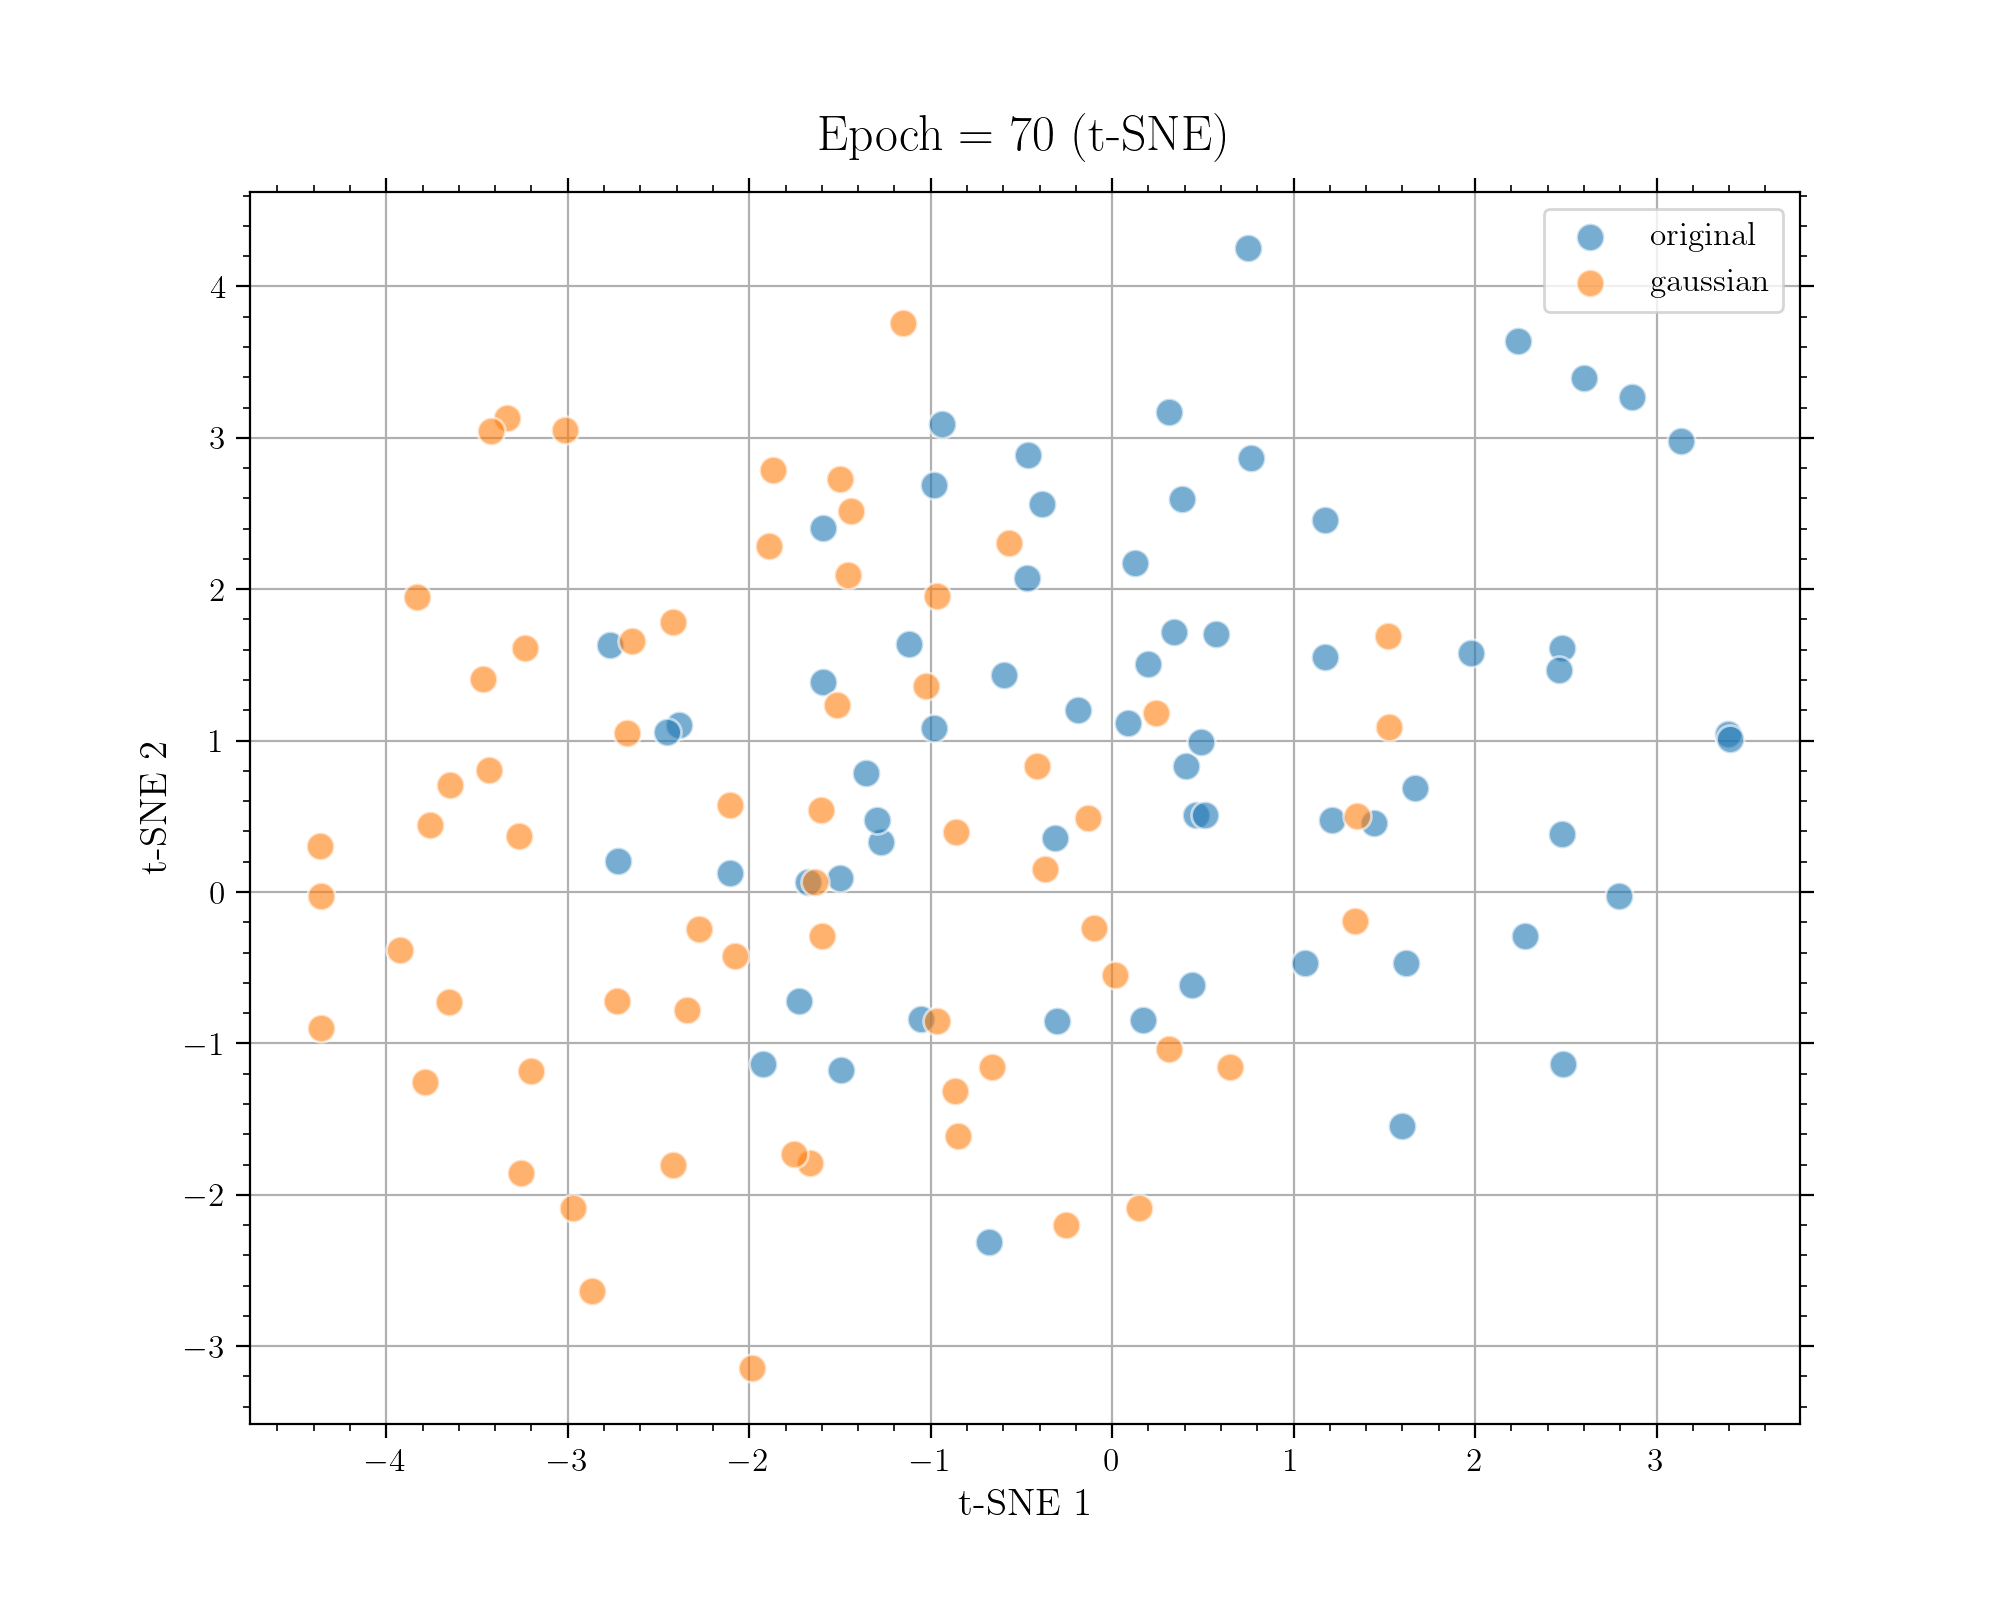 Epoch = 70 (t-SNE)
original
gaussian
4
3
2
1
0
−1
−2
−3
t-SNE 2
−4 −3 −2 −1 0 1 2 3
t-SNE 1